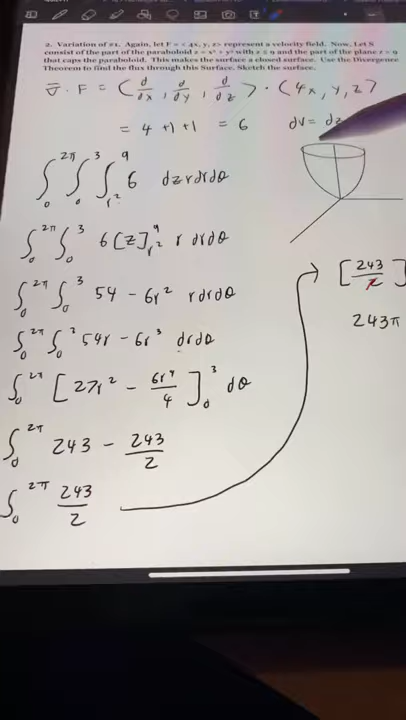 2. Variation of #1. Again, let F = < 4x, y, z> represent a velocity field. Now, Let S
consist of the part of the paraboloid z = x² + y² with z ≤ 9 and the part of the plane z = 9
that caps the paraboloid. This makes the surface a closed surface. Use the Divergence
Theorem to find the flux through this Surface. Sketch the surface.
∇ · F = (d/dx, d/dy, d/dz) · (4x, y, z)
= 4 + 1 + 1 = 6 dV = dz
∫₀^2π ∫₀^3 ∫_r²^9 6 dz r dr dθ
∫₀^2π ∫₀^3 6[z]_r²^9 r dr dθ
∫₀^2π ∫₀^3 54 - 6r² r dr dθ
∫₀^2π ∫₀^3 54r - 6r³ dr dθ
∫₀^2π [27r² - 6r⁴/4]₀^3 dθ
∫₀^2π 243 - 243/2
∫₀^2π 243/2
[243/2]
243π